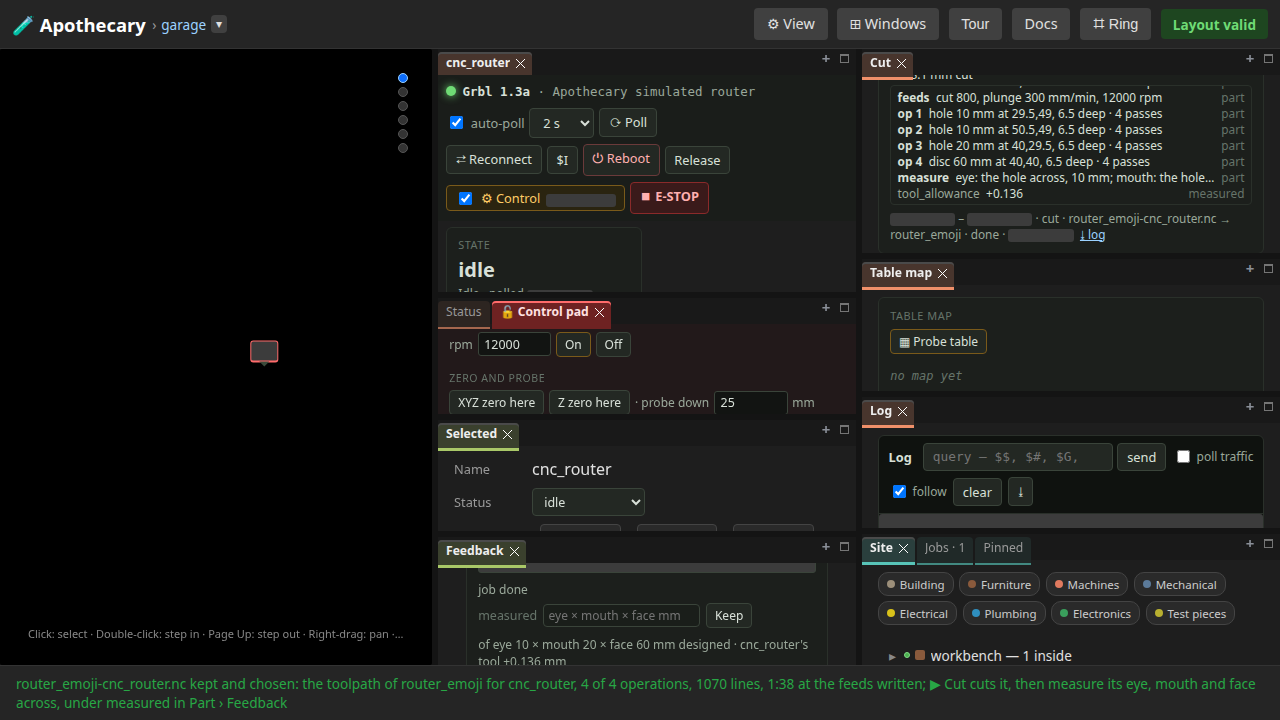 🧪 Apothecary › garage ▾
⚙ View
⊞ Windows
Tour
Docs
⌗ Ring
Layout valid
Click: select · Double-click: step in · Page Up: step out · Right-drag: pan ·…
cnc_router
Grbl 1.3a · Apothecary simulated router
auto-poll 2 s ⟳ Poll
⇄ Reconnect $I ⏻ Reboot Release
⚙ Control ■ E-STOP
STATE
idle
Status 🔓 Control pad
rpm 12000 On Off
ZERO AND PROBE
XYZ zero here Z zero here · probe down 25 mm
Selected
Name cnc_router
Status idle
Feedback
job done
measured eye × mouth × face mm Keep
of eye 10 × mouth 20 × face 60 mm designed · cnc_router's
tool +0.136 mm
Cut
feeds cut 800, plunge 300 mm/min, 12000 rpm part
op 1 hole 10 mm at 29.5,49, 6.5 deep · 4 passes part
op 2 hole 10 mm at 50.5,49, 6.5 deep · 4 passes part
op 3 hole 20 mm at 40,29.5, 6.5 deep · 4 passes part
op 4 disc 60 mm at 40,40, 6.5 deep · 4 passes part
measure eye: the hole across, 10 mm; mouth: the hole… part
tool_allowance +0.136 measured
– · cut · router_emoji-cnc_router.nc →
router_emoji · done · ⭳log
Table map
TABLE MAP
▦ Probe table
no map yet
Log
Log query — $$, $#, $G, send poll traffic
follow clear ⭳
Site Jobs · 1 Pinned
Building Furniture Machines Mechanical
Electrical Plumbing Electronics Test pieces
▸ workbench — 1 inside
router_emoji-cnc_router.nc kept and chosen: the toolpath of router_emoji for cnc_router, 4 of 4 operations, 1070 lines, 1:38 at the feeds written; ▶ Cut cuts it, then measure its eye, mouth and face
across, under measured in Part › Feedback